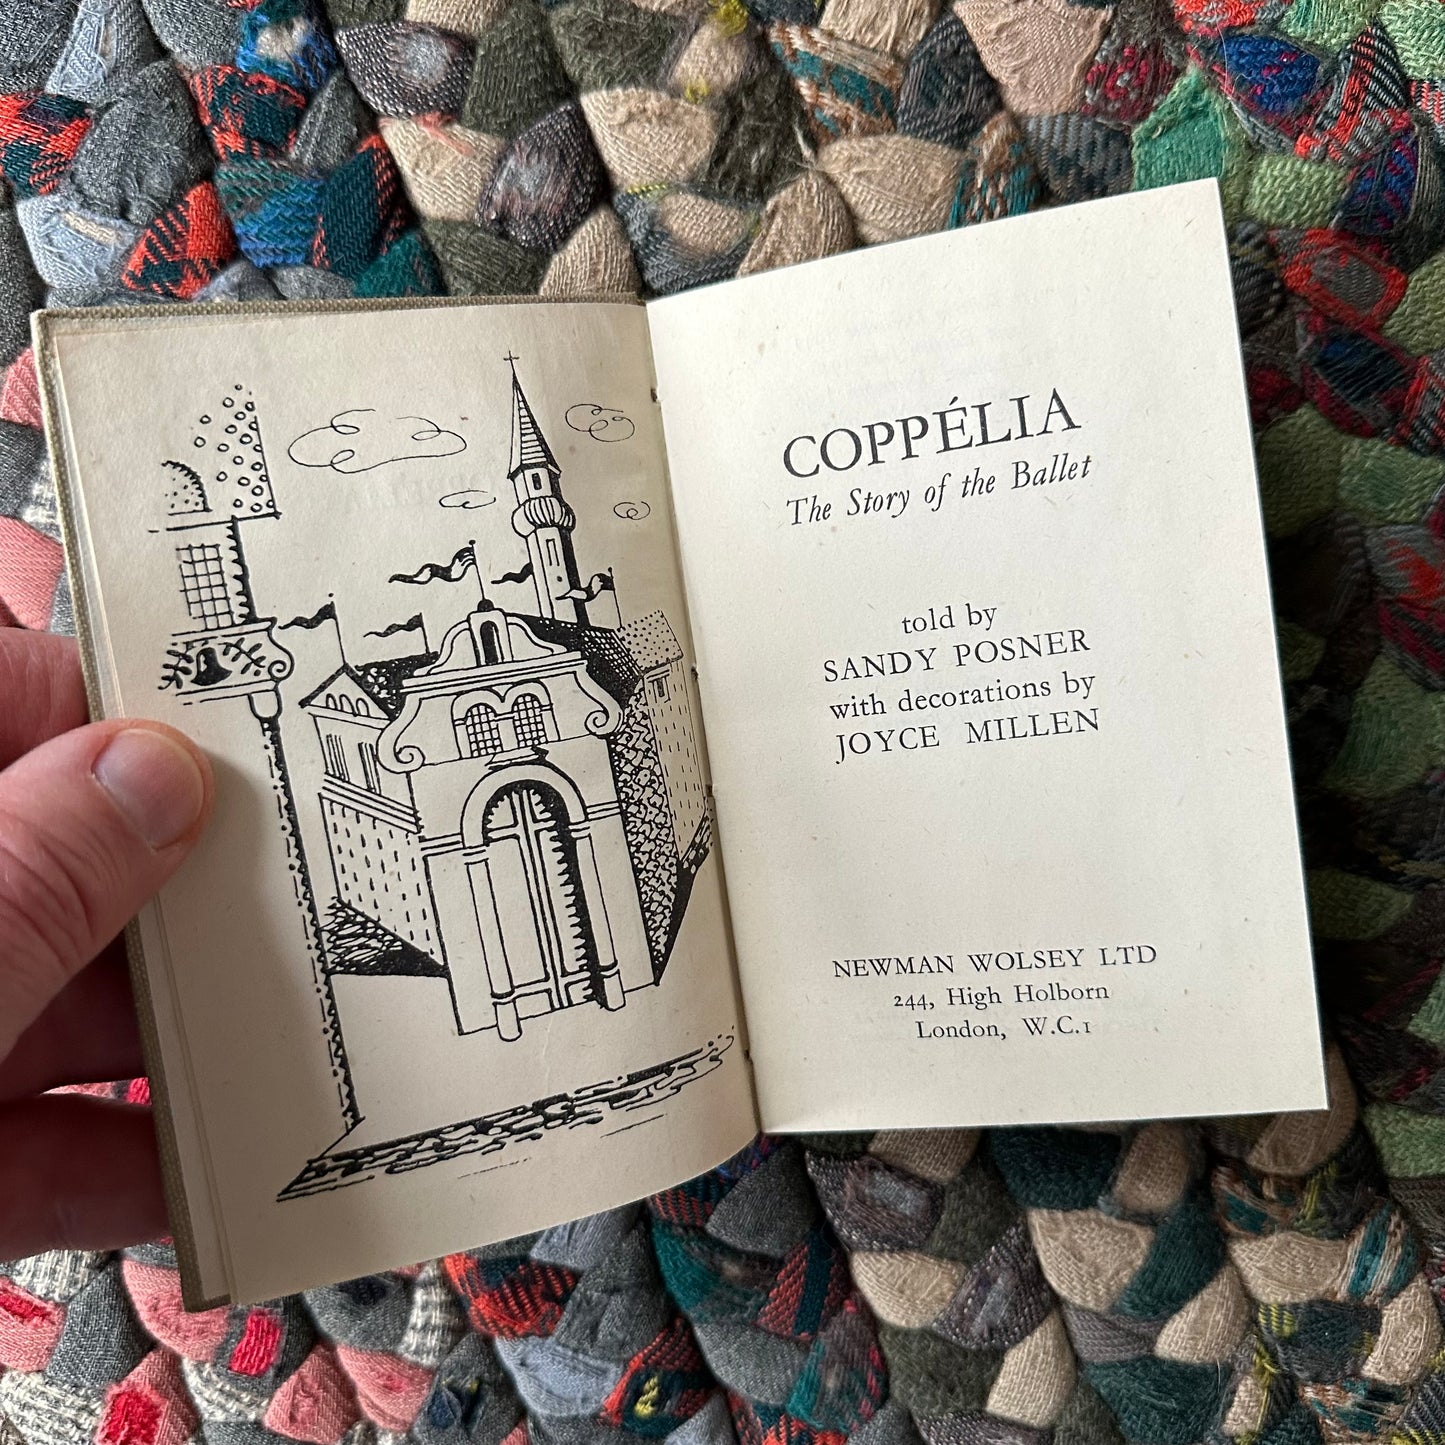 COPPÉLIA
The Story of the Ballet
told by
SANDY POSNER
with decorations by
JOYCE MILLEN
NEWMAN WOLSEY LTD
244, High Holborn
London, W.C.1